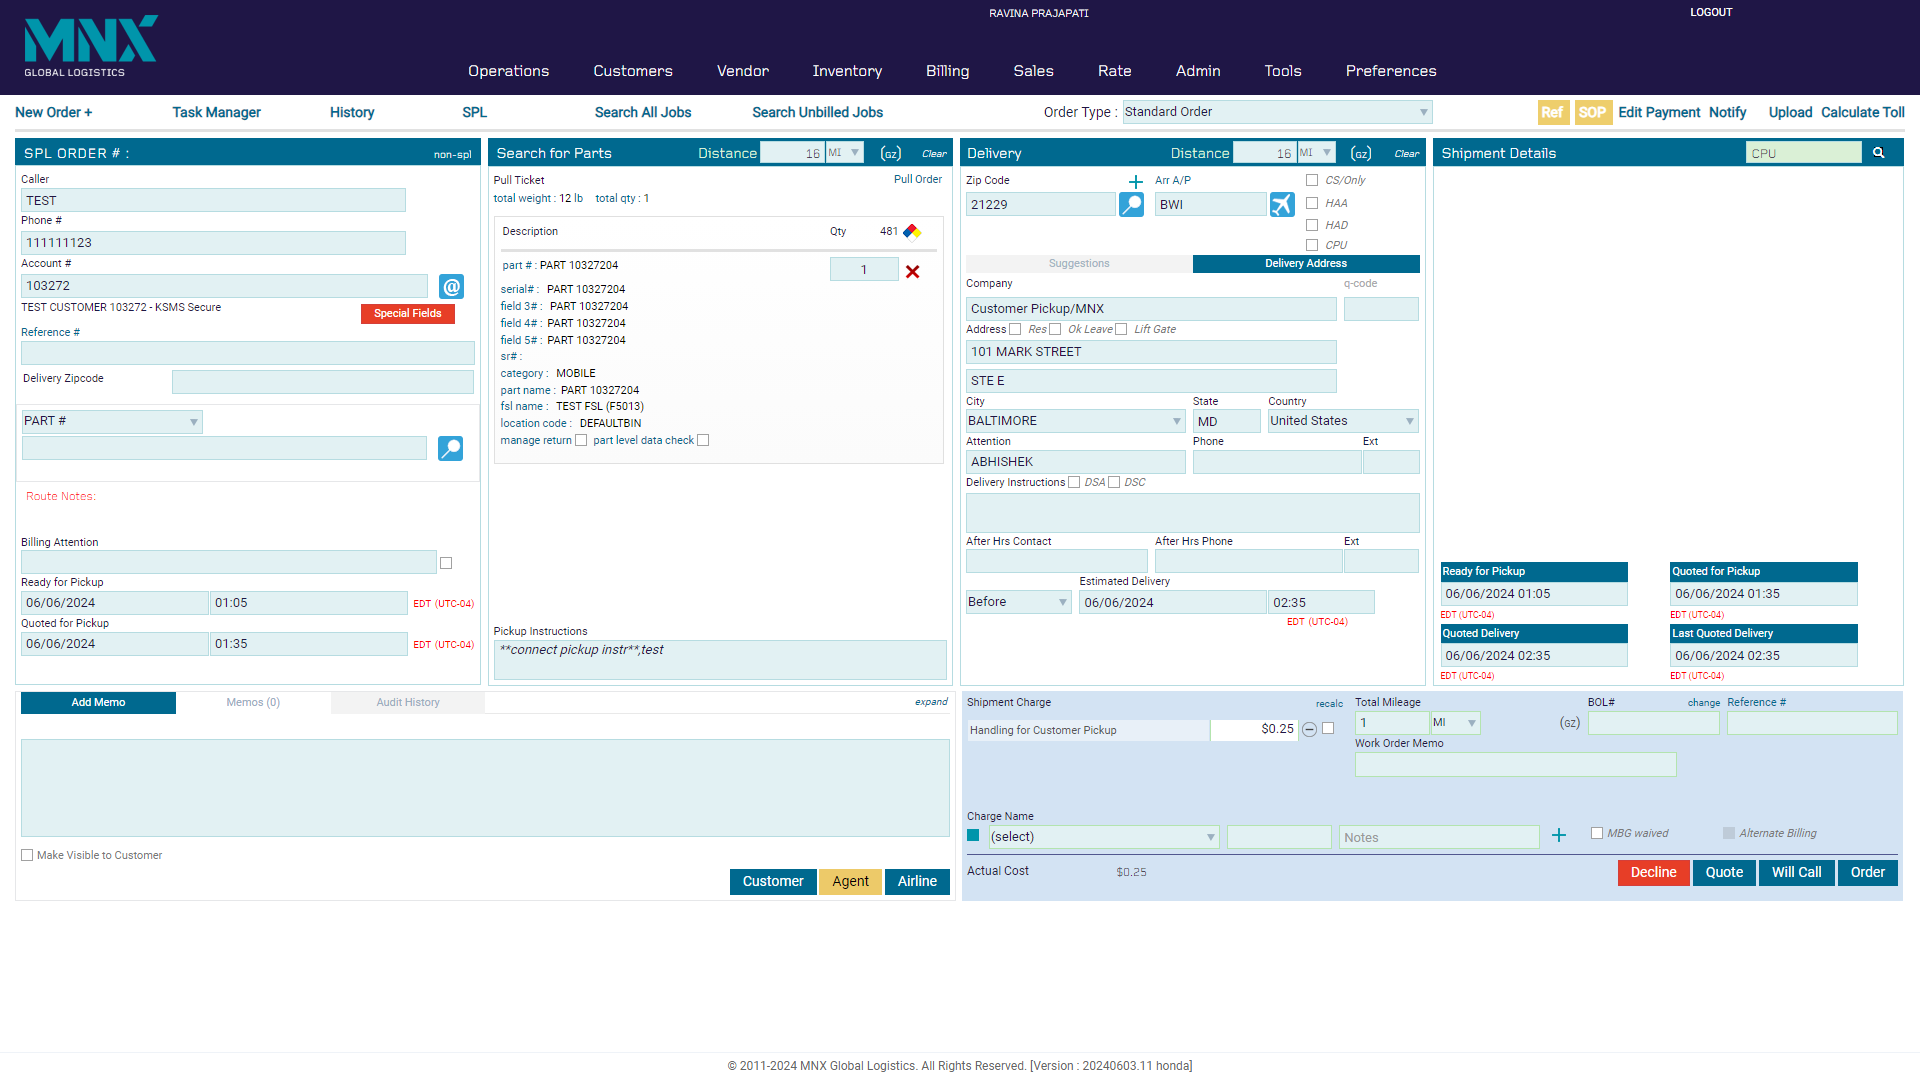 RAVINA PRAJAPATI
LOGOUT
MNX
GLOBAL LOGISTICS
Operations Customers Vendor Inventory Billing Sales Rate Admin Tools Preferences
New Order + Task Manager History SPL Search All Jobs Search Unbilled Jobs Order Type : Standard Order Ref SOP Edit Payment Notify Upload Calculate Toll
SPL ORDER # : non-spl
Caller
TEST
Phone #
111111123
Account #
103272
@
TEST CUSTOMER 103272 - KSMS Secure
Special Fields
Reference #
Delivery Zipcode
PART #
Route Notes:
Billing Attention
Ready for Pickup
06/06/2024 01:05 EDT (UTC-04)
Quoted for Pickup
06/06/2024 01:35 EDT (UTC-04)
Search for Parts Distance 16 MI (GZ) Clear
Pull Ticket Pull Order
total weight : 12 lb total qty : 1
Description Qty 481
part # : PART 10327204 1
serial# : PART 10327204
field 3# : PART 10327204
field 4# : PART 10327204
field 5# : PART 10327204
sr# :
category : MOBILE
part name : PART 10327204
fsl name : TEST FSL (F5013)
location code : DEFAULTBIN
manage return part level data check
Pickup Instructions
**connect pickup instr**,test
Delivery Distance 16 MI (GZ) Clear
Zip Code Arr A/P CS/Only
21229 BWI HAA
HAD
CPU
Suggestions Delivery Address
Company q-code
Customer Pickup/MNX
Address Res Ok Leave Lift Gate
101 MARK STREET
STE E
City State Country
BALTIMORE MD United States
Attention Phone Ext
ABHISHEK
Delivery Instructions DSA DSC
After Hrs Contact After Hrs Phone Ext
Estimated Delivery
Before 06/06/2024 02:35
EDT (UTC-04)
Shipment Details CPU
Ready for Pickup Quoted for Pickup
06/06/2024 01:05 06/06/2024 01:35
EDT (UTC-04) EDT (UTC-04)
Quoted Delivery Last Quoted Delivery
06/06/2024 02:35 06/06/2024 02:35
EDT (UTC-04) EDT (UTC-04)
Add Memo Memos (0) Audit History expand
Make Visible to Customer
Customer Agent Airline
Shipment Charge recalc Total Mileage BOL# change Reference #
Handling for Customer Pickup $0.25 1 MI (GZ)
Work Order Memo
Charge Name
(select) Notes MBG waived Alternate Billing
Actual Cost $0.25 Decline Quote Will Call Order
© 2011-2024 MNX Global Logistics. All Rights Reserved. [Version : 20240603.11 honda]